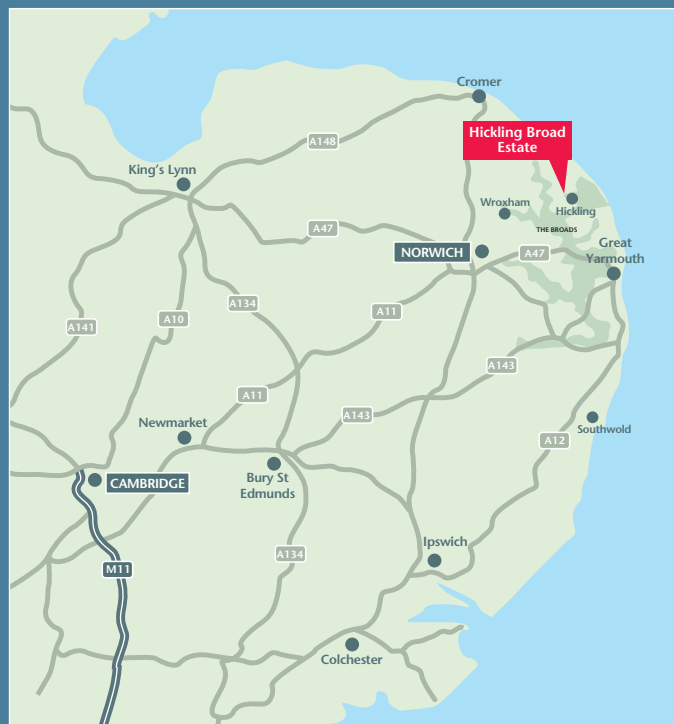 Cromer
Hickling Broad
Estate
A148
King's Lynn
Wroxham
Hickling
A47
THE BROADS
NORWICH
A47
Great
Yarmouth
A134
A141
A10
A11
A143
A11
A143
Newmarket
Southwold
A12
CAMBRIDGE
Bury St
Edmunds
Ipswich
A134
M11
Colchester